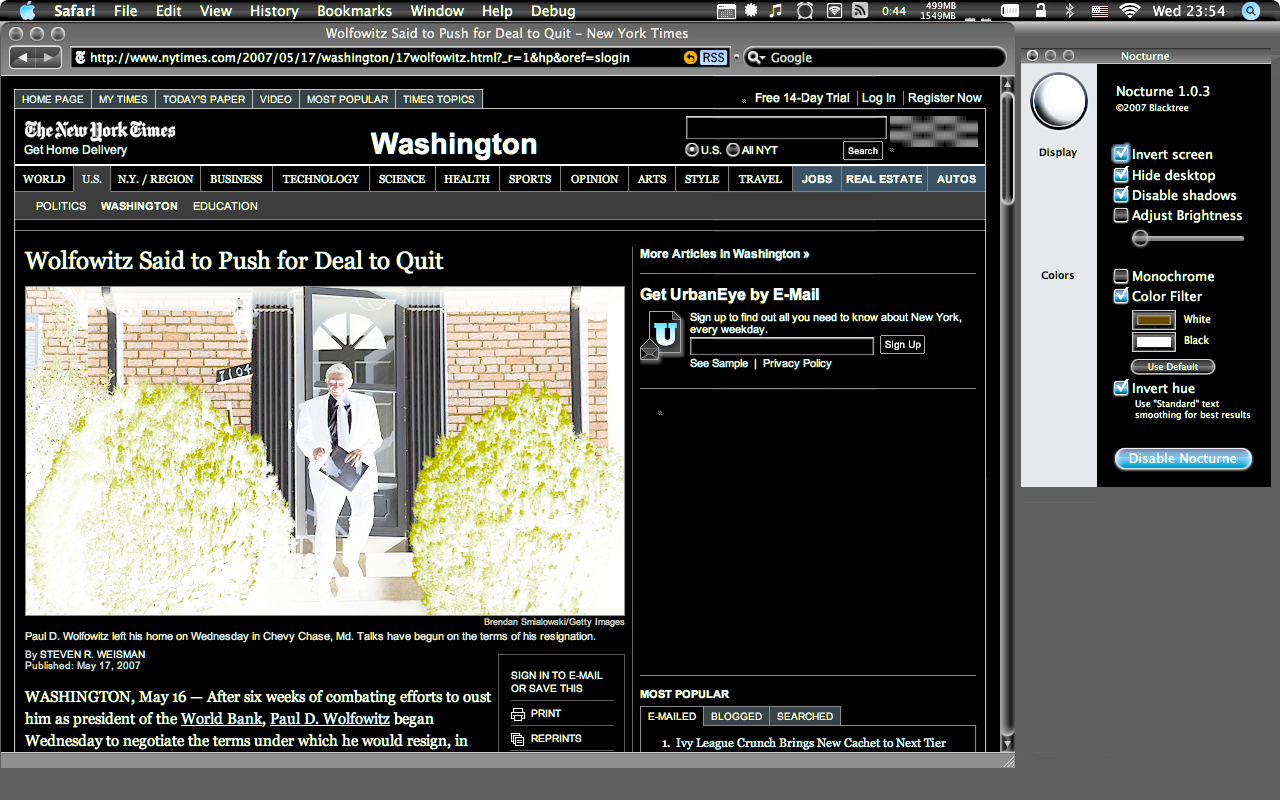 Safari File Edit View History Bookmarks Window Help Debug
0:44 499MB 1549MB Wed 23:54
Wolfowitz Said to Push for Deal to Quit – New York Times
http://www.nytimes.com/2007/05/17/washington/17wolfowitz.html?_r=1&hp&oref=slogin RSS Google
HOME PAGE MY TIMES TODAY'S PAPER VIDEO MOST POPULAR TIMES TOPICS
Free 14-Day Trial Log In Register Now
The New York Times
Get Home Delivery
Washington
U.S. All NYT Search
WORLD U.S. N.Y. / REGION BUSINESS TECHNOLOGY SCIENCE HEALTH SPORTS OPINION ARTS STYLE TRAVEL JOBS REAL ESTATE AUTOS
POLITICS WASHINGTON EDUCATION
Wolfowitz Said to Push for Deal to Quit
7104
Brendan Smialowski/Getty Images
Paul D. Wolfowitz left his home on Wednesday in Chevy Chase, Md. Talks have begun on the terms of his resignation.
By STEVEN R. WEISMAN
Published: May 17, 2007
WASHINGTON, May 16 — After six weeks of combating efforts to oust
him as president of the World Bank, Paul D. Wolfowitz began
Wednesday to negotiate the terms under which he would resign, in
SIGN IN TO E-MAIL
OR SAVE THIS
PRINT
REPRINTS
More Articles in Washington »
Get UrbanEye by E-Mail
U
Sign up to find out all you need to know about New York,
every weekday.
Sign Up
See Sample | Privacy Policy
MOST POPULAR
E-MAILED BLOGGED SEARCHED
1. Ivy League Crunch Brings New Cachet to Next Tier
Nocturne
Nocturne 1.0.3
©2007 Blacktree
Display
Invert screen
Hide desktop
Disable shadows
Adjust Brightness
Colors
Monochrome
Color Filter
White
Black
Use Default
Invert hue
Use "Standard" text
smoothing for best results
Disable Nocturne